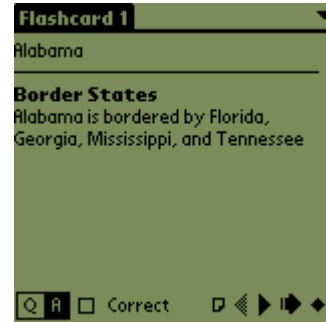 Flashcard 1
Alabama
Border States
Alabama is bordered by Florida,
Georgia, Mississippi, and Tennessee
Q A Correct